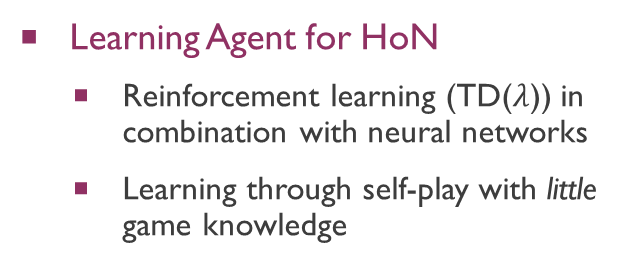 Learning Agent for HoN
Reinforcement learning (TD(λ)) in
combination with neural networks
Learning through self-play with little
game knowledge